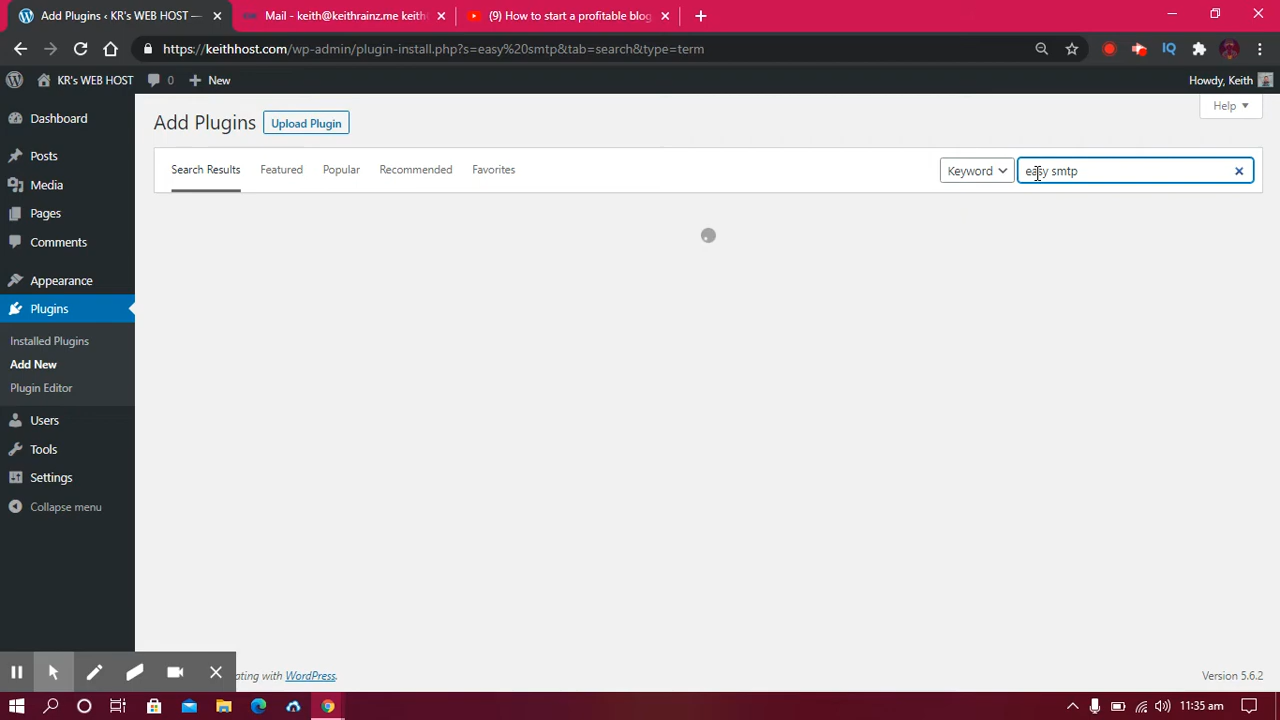 Add Plugins ‹ KR'S WEB HOST
Mail - keith@keithrainz.me keith
(9) How to start a profitable blog
https://keithhost.com/wp-admin/plugin-install.php?s=easy%20smtp&tab=search&type=term
IQ
KR'S WEB HOST
0
New
Howdy, Keith
Dashboard
Posts
Media
Pages
Comments
Appearance
Plugins
Installed Plugins
Add New
Plugin Editor
Users
Tools
Settings
Collapse menu
Help
Add Plugins
Upload Plugin
Search Results
Featured
Popular
Recommended
Favorites
Keyword
easy smtp
ating with WordPress.
Version 5.6.2
11:35 am